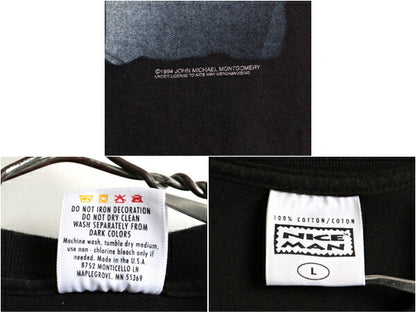 ©1994 JOHN MICHAEL MONTGOMERY
UNDER LICENSE TO NICE MAN MERCHANDISING
DO NOT IRON DECORATION
DO NOT DRY CLEAN
WASH SEPARATELY FROM
DARK COLORS
Machine wash, tumble dry medium,
use non - chlorine bleach only if
needed. Made in the U.S.A.
8752 MONTICELLO LN
MAPLEGROVE, MN 55369
100% COTTON/COTON
NICE
MAN
L